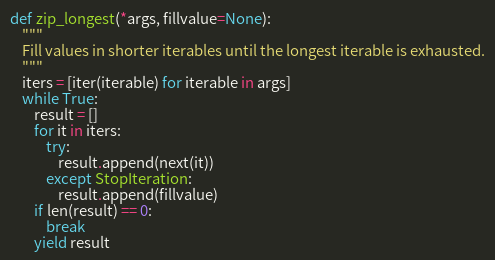 def zip_longest(*args, fillvalue=None):
    """
    Fill values in shorter iterables until the longest iterable is exhausted.
    """
    iters = [iter(iterable) for iterable in args]
    while True:
        result = []
        for it in iters:
            try:
                result.append(next(it))
            except StopIteration:
                result.append(fillvalue)
        if len(result) == 0:
            break
        yield result